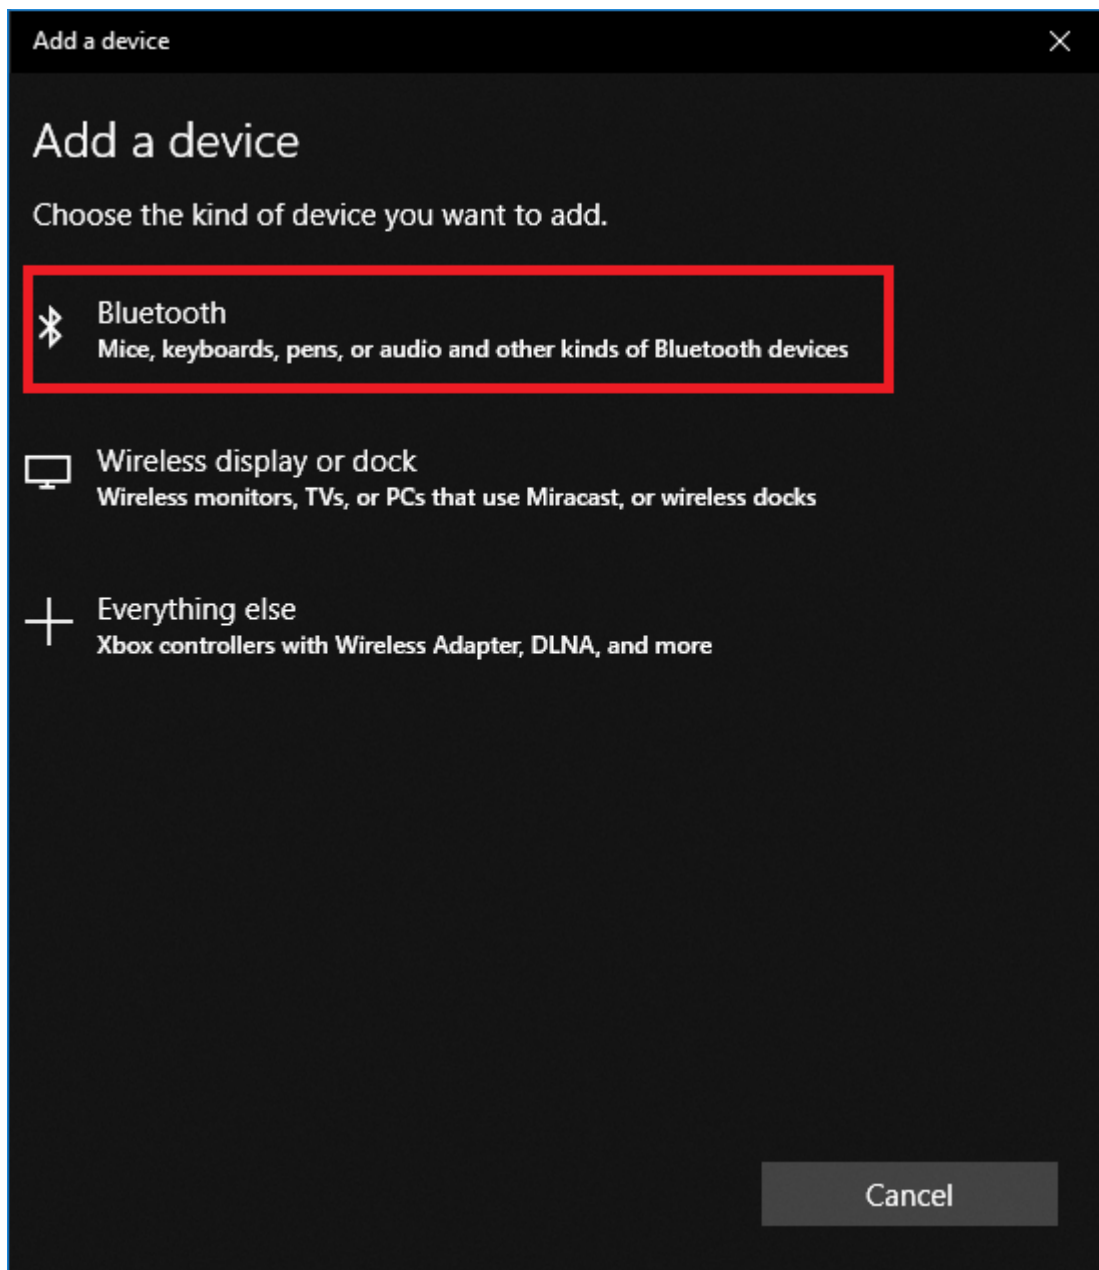 Add a device
Add a device
Choose the kind of device you want to add.
Bluetooth
Mice, keyboards, pens, or audio and other kinds of Bluetooth devices
Wireless display or dock
Wireless monitors, TVs, or PCs that use Miracast, or wireless docks
Everything else
Xbox controllers with Wireless Adapter, DLNA, and more
Cancel